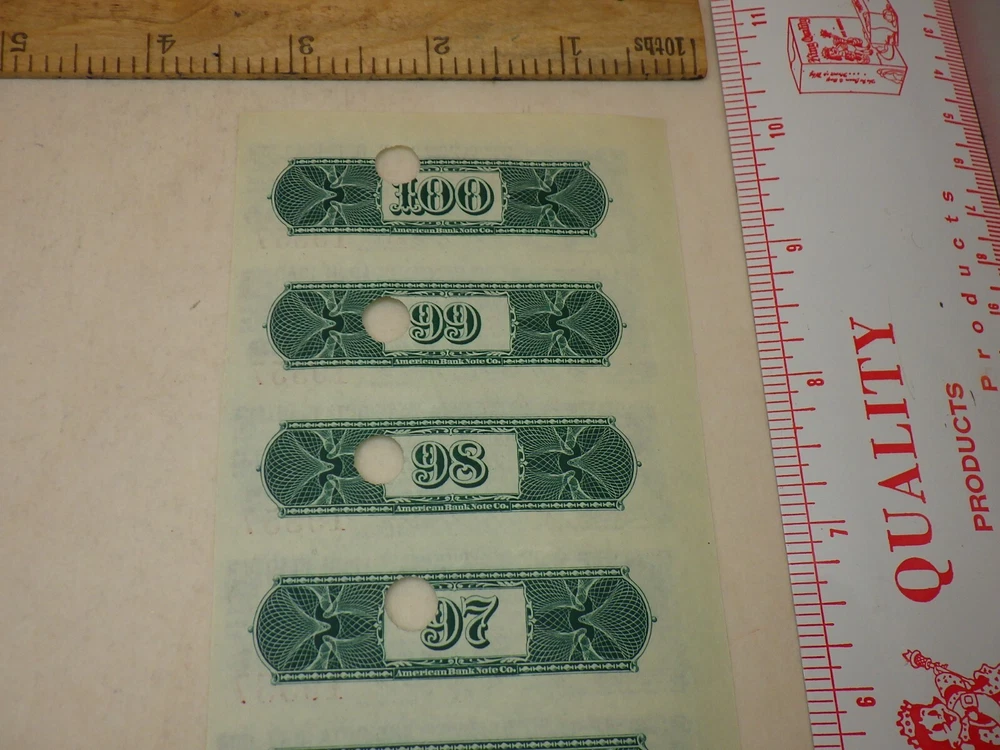 5 4 3 2 1 10ths
100
American Bank Note Co.
99
American Bank Note Co.
98
American Bank Note Co.
97
American Bank Note Co.
11
10
9
8
7
6
QUALITY
PRODUCTS
Products